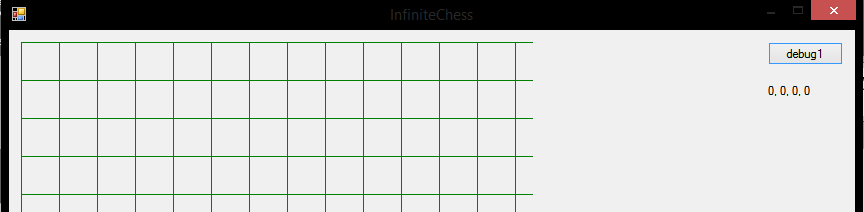 InfiniteChess
debug1
0, 0, 0, 0